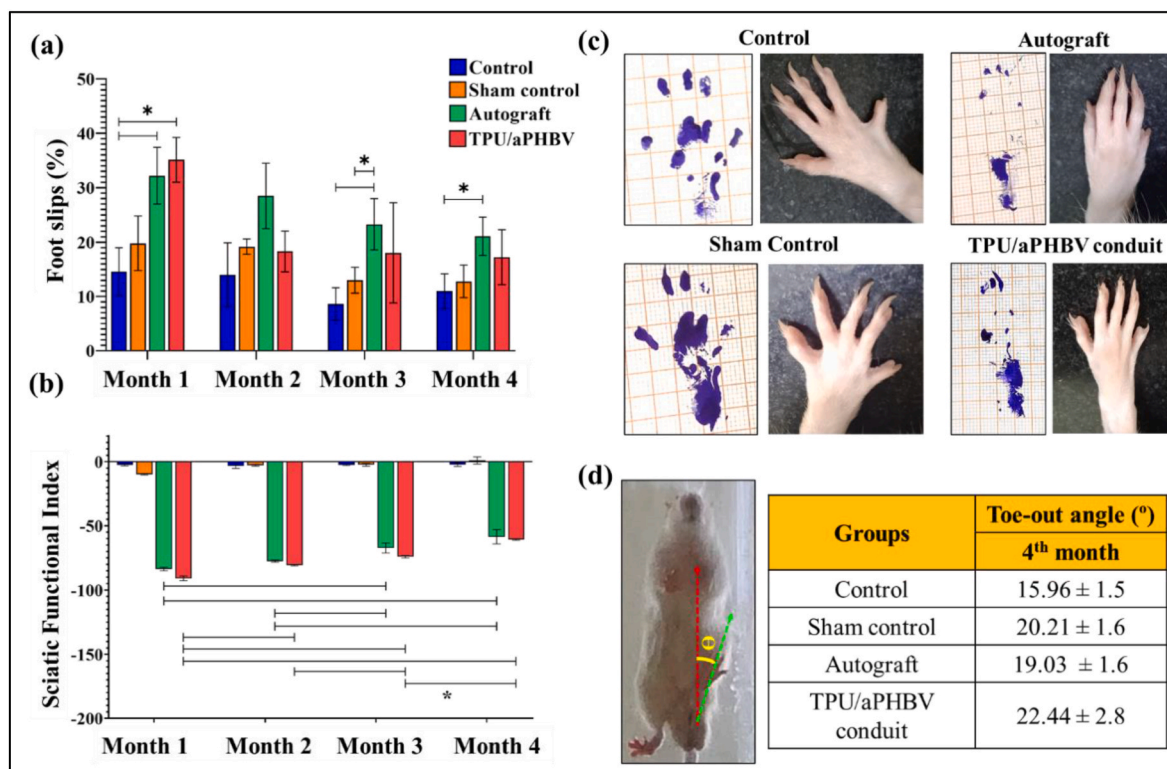 (a)
Foot slips (%)
50
40
30
20
10
0
*
*
*
Control
Sham control
Autograft
TPU/aPHBV
Month 1 Month 2 Month 3 Month 4
(b)
Sciatic Functional Index
0
-50
-100
-150
-200
*
Month 1 Month 2 Month 3 Month 4
(c)
Control
Autograft
Sham Control
TPU/aPHBV conduit
(d)
Θ
Groups
Toe-out angle (°)
4th month
Control
15.96 ± 1.5
Sham control
20.21 ± 1.6
Autograft
19.03 ± 1.6
TPU/aPHBV
conduit
22.44 ± 2.8